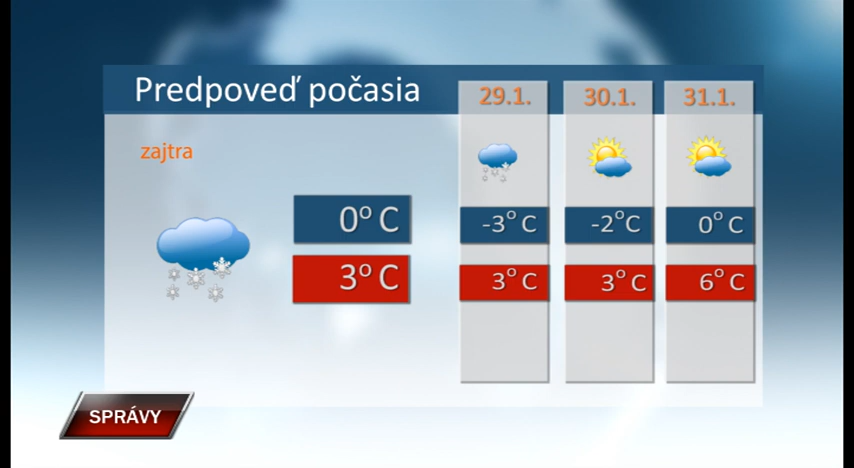 Predpoveď počasia
zajtra
0° C
3° C
29.1.
-3° C
3° C
30.1.
-2°C
3° C
31.1.
0° C
6° C
SPRÁVY